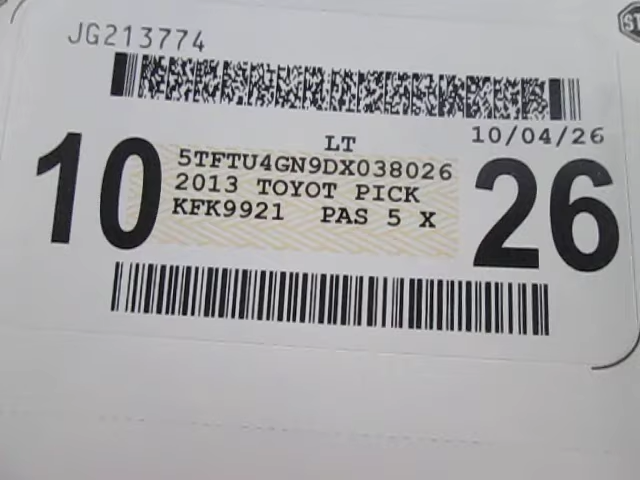 JG213774
LT
10/04/26
10
5TFTU4GN9DX038026
2013 TOYOT PICK
KFK9921 PAS 5 X
26